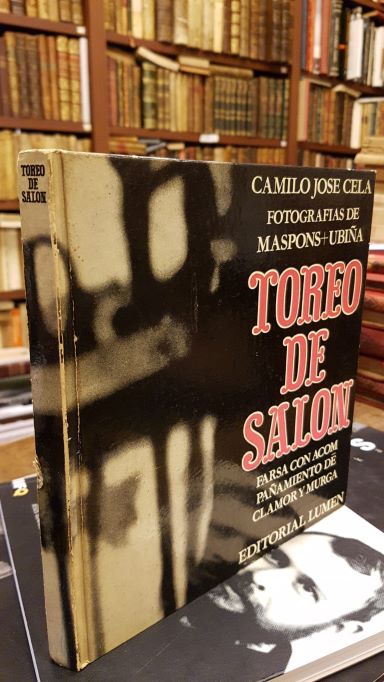 TOREO
DE
SALON
CAMILO JOSE CELA
FOTOGRAFIAS DE
MASPONS+UBIÑA
TOREO
DE
SALON
FARSA CON ACOM
PAÑAMIENTO DE
CLAMOR Y MURGA
EDITORIAL LUMEN